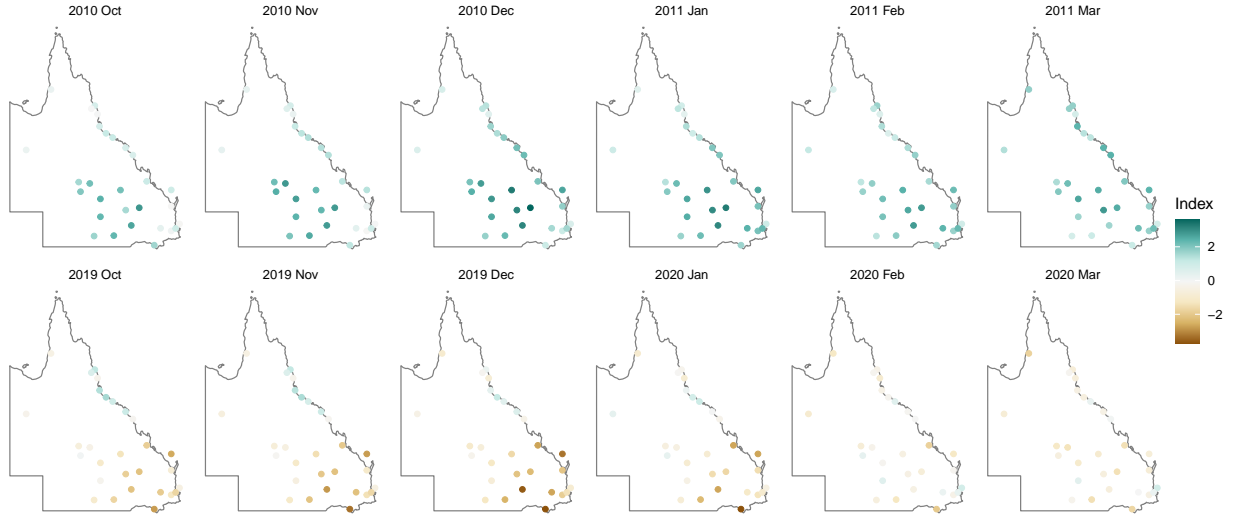 2010 Oct
2010 Nov
2010 Dec
2011 Jan
2011 Feb
2011 Mar
2019 Oct
2019 Nov
2019 Dec
2020 Jan
2020 Feb
2020 Mar
Index
2
0
−2